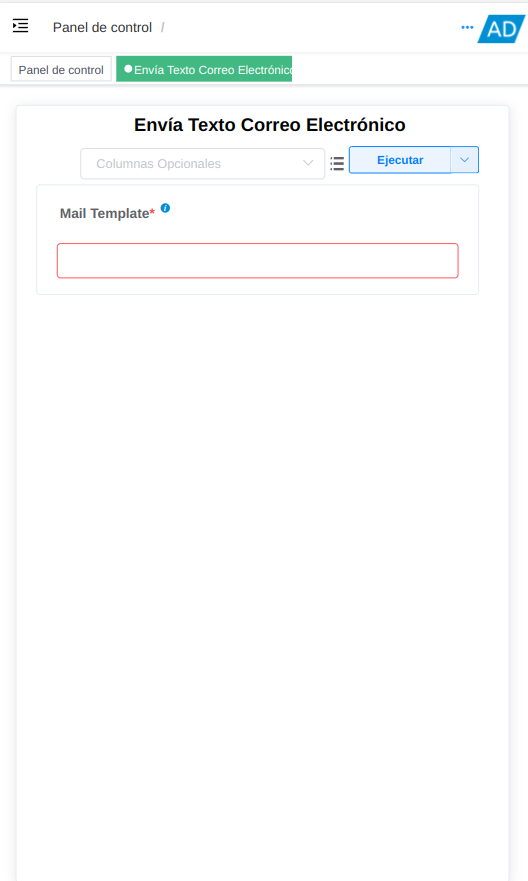 Panel de control /
AD
Panel de control
Envía Texto Correo Electrónico
Envía Texto Correo Electrónico
Columnas Opcionales
Ejecutar
Mail Template*